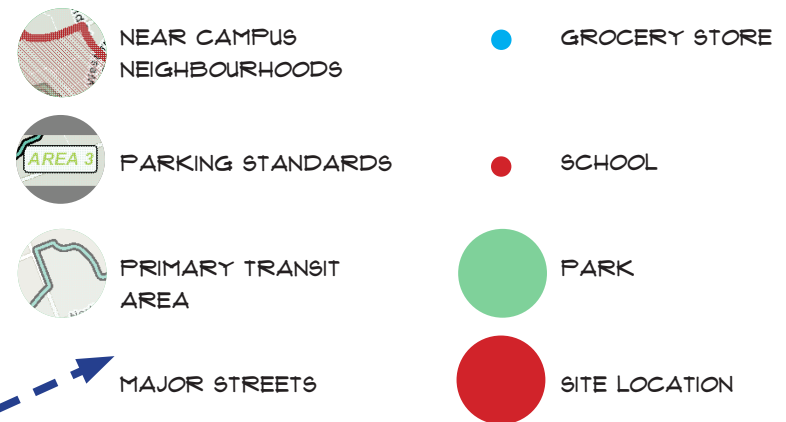 NEAR CAMPUS
NEIGHBOURHOODS
AREA 3
PARKING STANDARDS
PRIMARY TRANSIT
AREA
MAJOR STREETS
GROCERY STORE
SCHOOL
PARK
SITE LOCATION